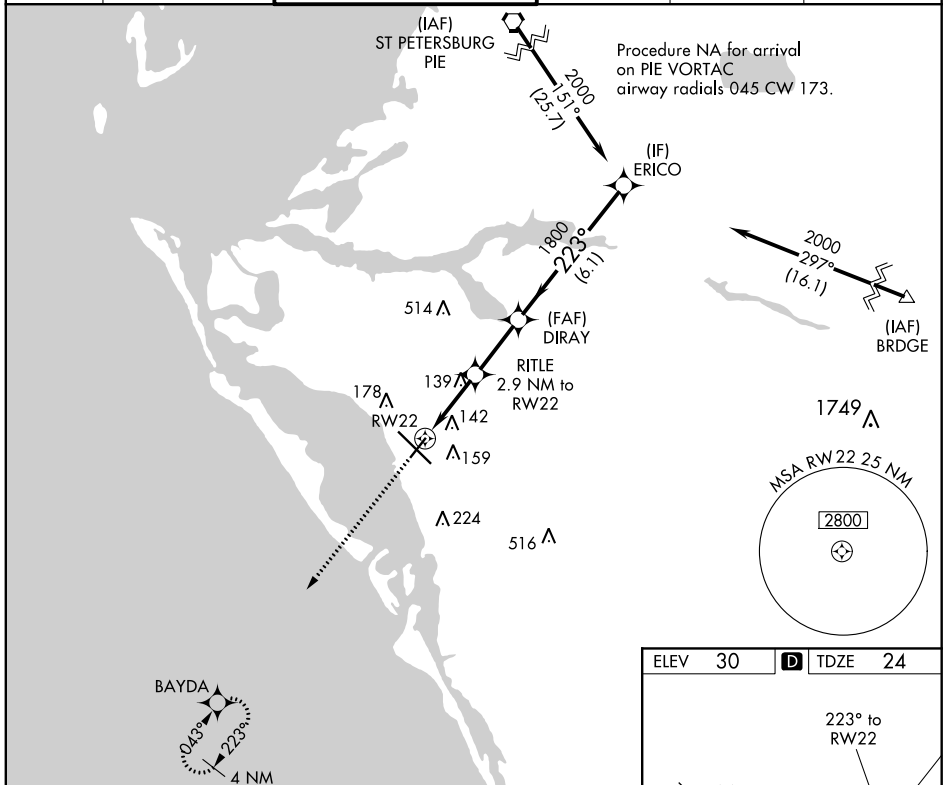 (IAF)
ST PETERSBURG
PIE
Procedure NA for arrival
on PIE VORTAC
airway radials 045 CW 173.
2000
151°
(25.7)
(IF)
ERICO
1800
223°
(6.1)
2000
297°
(16.1)
(IAF)
BRDGE
514
(FAF)
DIRAY
RITLE
2.9 NM to
RW22
139
178
142
RW22
159
1749
224
516
MSA RW22 25 NM
2800
ELEV 30 D TDZE 24
223° to
RW22
BAYDA
043°
223°
4 NM